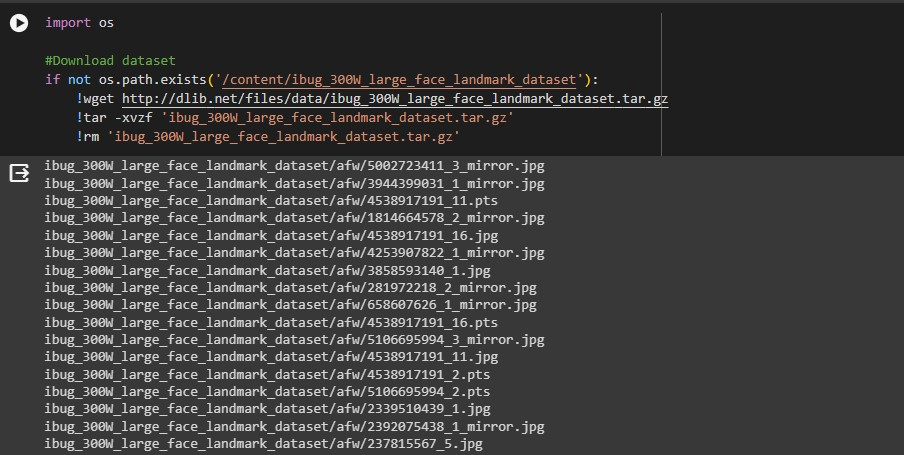 import os
#Download dataset
if not os.path.exists('/content/ibug_300W_large_face_landmark_dataset'):
!wget http://dlib.net/files/data/ibug_300W_large_face_landmark_dataset.tar.gz
!tar -xvzf 'ibug_300W_large_face_landmark_dataset.tar.gz'
!rm 'ibug_300W_large_face_landmark_dataset.tar.gz'
ibug_300W_large_face_landmark_dataset/afw/5002723411_3_mirror.jpg
ibug_300W_large_face_landmark_dataset/afw/3944399031_1_mirror.jpg
ibug_300W_large_face_landmark_dataset/afw/4538917191_11.pts
ibug_300W_large_face_landmark_dataset/afw/1814664578_2_mirror.jpg
ibug_300W_large_face_landmark_dataset/afw/4538917191_16.jpg
ibug_300W_large_face_landmark_dataset/afw/4253907822_1_mirror.jpg
ibug_300W_large_face_landmark_dataset/afw/3858593140_1.jpg
ibug_300W_large_face_landmark_dataset/afw/281972218_2_mirror.jpg
ibug_300W_large_face_landmark_dataset/afw/658607626_1_mirror.jpg
ibug_300W_large_face_landmark_dataset/afw/4538917191_16.pts
ibug_300W_large_face_landmark_dataset/afw/5106695994_3_mirror.jpg
ibug_300W_large_face_landmark_dataset/afw/4538917191_11.jpg
ibug_300W_large_face_landmark_dataset/afw/4538917191_2.pts
ibug_300W_large_face_landmark_dataset/afw/5106695994_2.pts
ibug_300W_large_face_landmark_dataset/afw/2339510439_1.jpg
ibug_300W_large_face_landmark_dataset/afw/2392075438_1_mirror.jpg
ibug_300W_large_face_landmark_dataset/afw/237815567_5.jpg